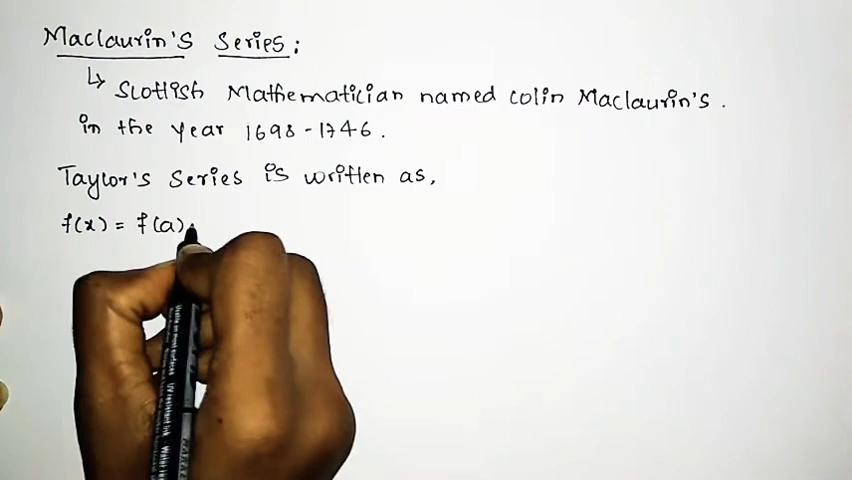 Maclaurin's Series:
↳ Scottish Mathematician named colin Maclaurin's.
in the year 1698-1746.
Taylor's Series is written as,
f(x) = f(a)